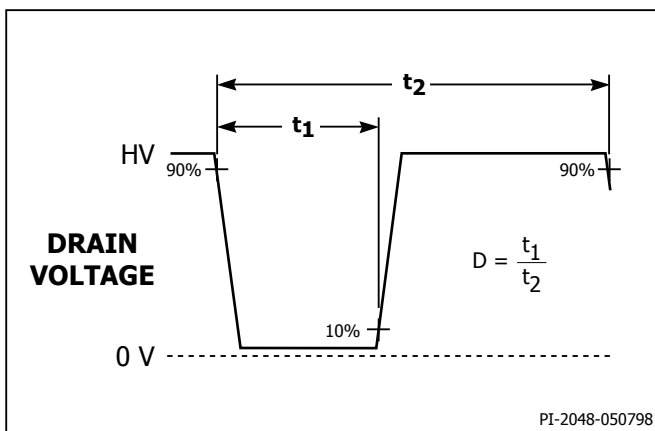 t2
t1
HV
90%
90%
DRAIN
VOLTAGE
D = t1
t2
10%
0 V
PI-2048-050798